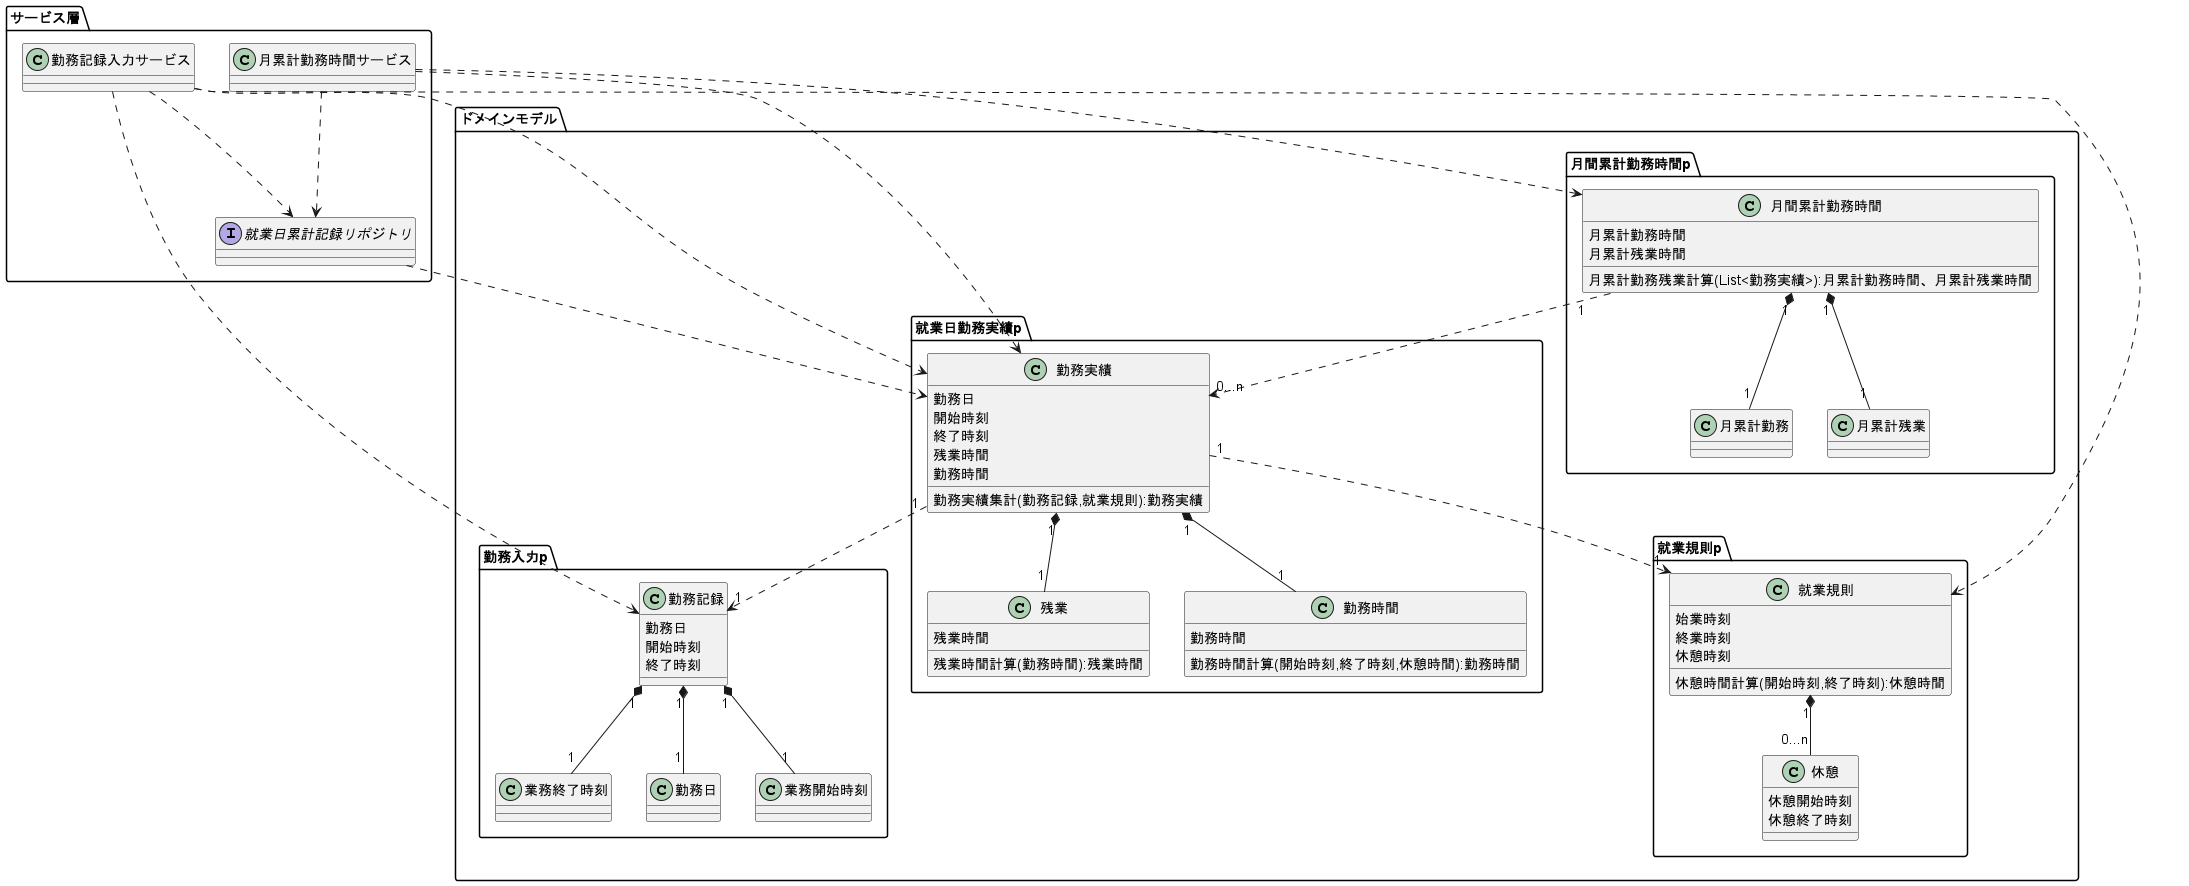 サービス層
C 勤務記録入力サービス
C 月累計勤務時間サービス
I 就業日累計記録リポジトリ
ドメインモデル
月間累計勤務時間p
C 月間累計勤務時間
月累計勤務時間
月累計残業時間
月累計勤務残業計算(List<勤務実績>):月累計勤務時間、月累計残業時間
1
1
1
0...n
1
1
C 月累計勤務
C 月累計残業
就業日勤務実績p
C 勤務実績
勤務日
開始時刻
終了時刻
残業時間
勤務時間
勤務実績集計(勤務記録,就業規則):勤務実績
1
1
1
1
1
1
C 残業
残業時間
残業時間計算(勤務時間):残業時間
C 勤務時間
勤務時間
勤務時間計算(開始時刻,終了時刻,休憩時間):勤務時間
勤務入力p
1
C 勤務記録
勤務日
開始時刻
終了時刻
1
1
1
1
1
1
C 業務終了時刻
C 勤務日
C 業務開始時刻
就業規則p
1
C 就業規則
始業時刻
終業時刻
休憩時刻
休憩時間計算(開始時刻,終了時刻):休憩時間
1
0...n
C 休憩
休憩開始時刻
休憩終了時刻